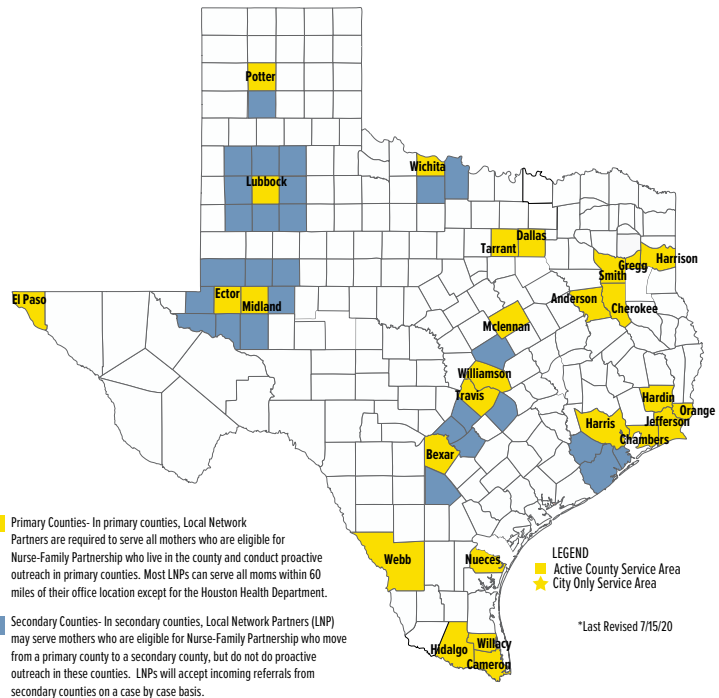 Potter
Wichita
Lubbock
Dallas
Tarrant
Gregg
Harrison
Smith
El Paso
Ector
Midland
Anderson
Cherokee
Mclennan
Williamson
Travis
Hardin
Orange
Jefferson
Harris
Chambers
Bexar
Primary Counties- In primary counties, Local Network
Partners are required to serve all mothers who are eligible for
Nurse-Family Partnership who live in the county and conduct proactive
outreach in primary counties. Most LNPs can serve all moms within 60
miles of their office location except for the Houston Health Department.
Webb
Nueces
LEGEND
Active County Service Area
City Only Service Area
Secondary Counties- In secondary counties, Local Network Partners (LNP)
may serve mothers who are eligible for Nurse-Family Partnership who move
from a primary county to a secondary county, but do not do proactive
outreach in these counties. LNPs will accept incoming referrals from
secondary counties on a case by case basis.
*Last Revised 7/15/20
Hidalgo
Willacy
Cameron